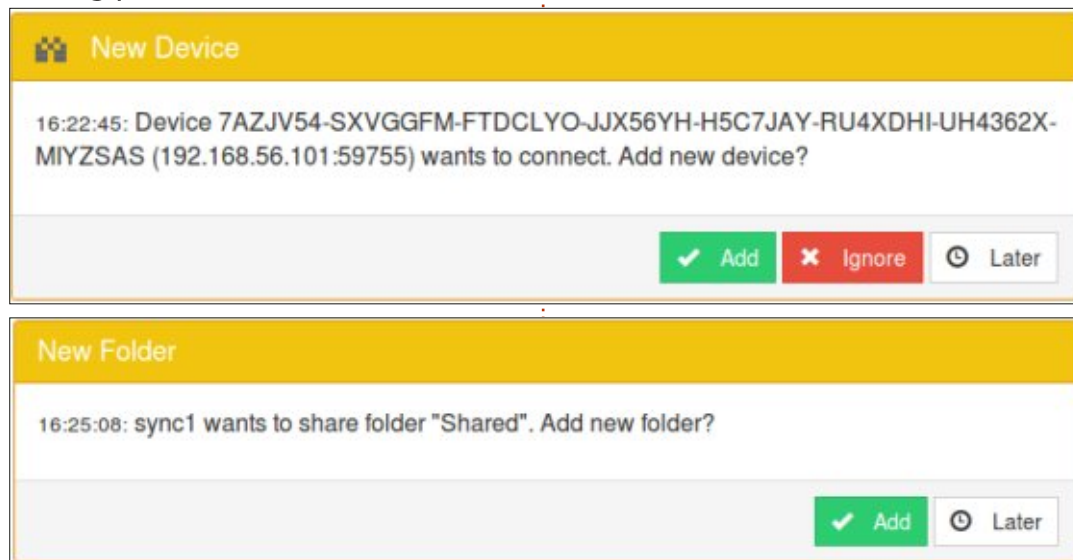 New Device
16:22:45: Device 7AZJV54-SXVGGFM-FTDCLYO-JJX56YH-H5C7JAY-RU4XDHI-UH4362X-
MIYZSAS (192.168.56.101:59755) wants to connect. Add new device?
Add Ignore Later
New Folder
16:25:08: sync1 wants to share folder "Shared". Add new folder?
Add Later